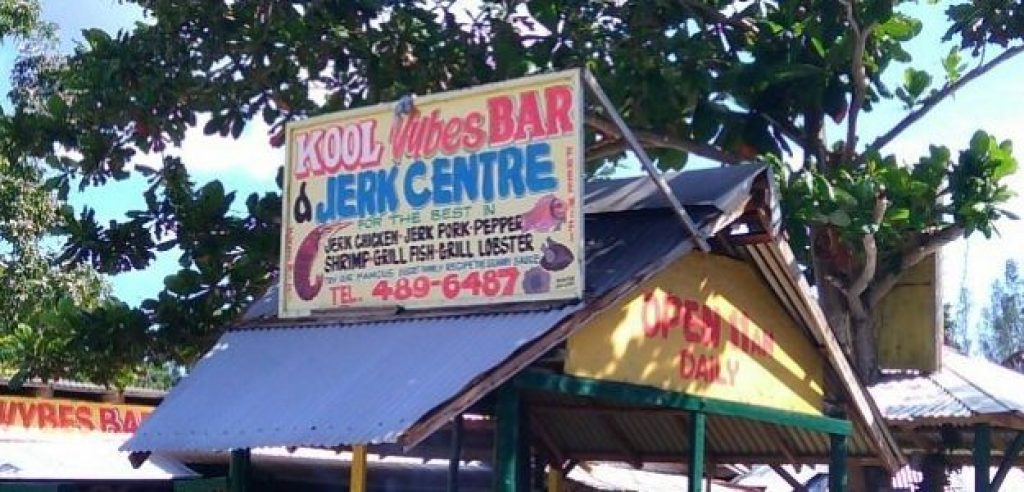 KOOL Vybes BAR
JERK CENTRE
FOR THE BEST IN
JERK CHICKEN-JERK PORK-PEPPER
SHRIMP-GRILL FISH-GRILL LOBSTER
TEL. 489-6487
OPEN 11AM
DAILY
VYBES BAR